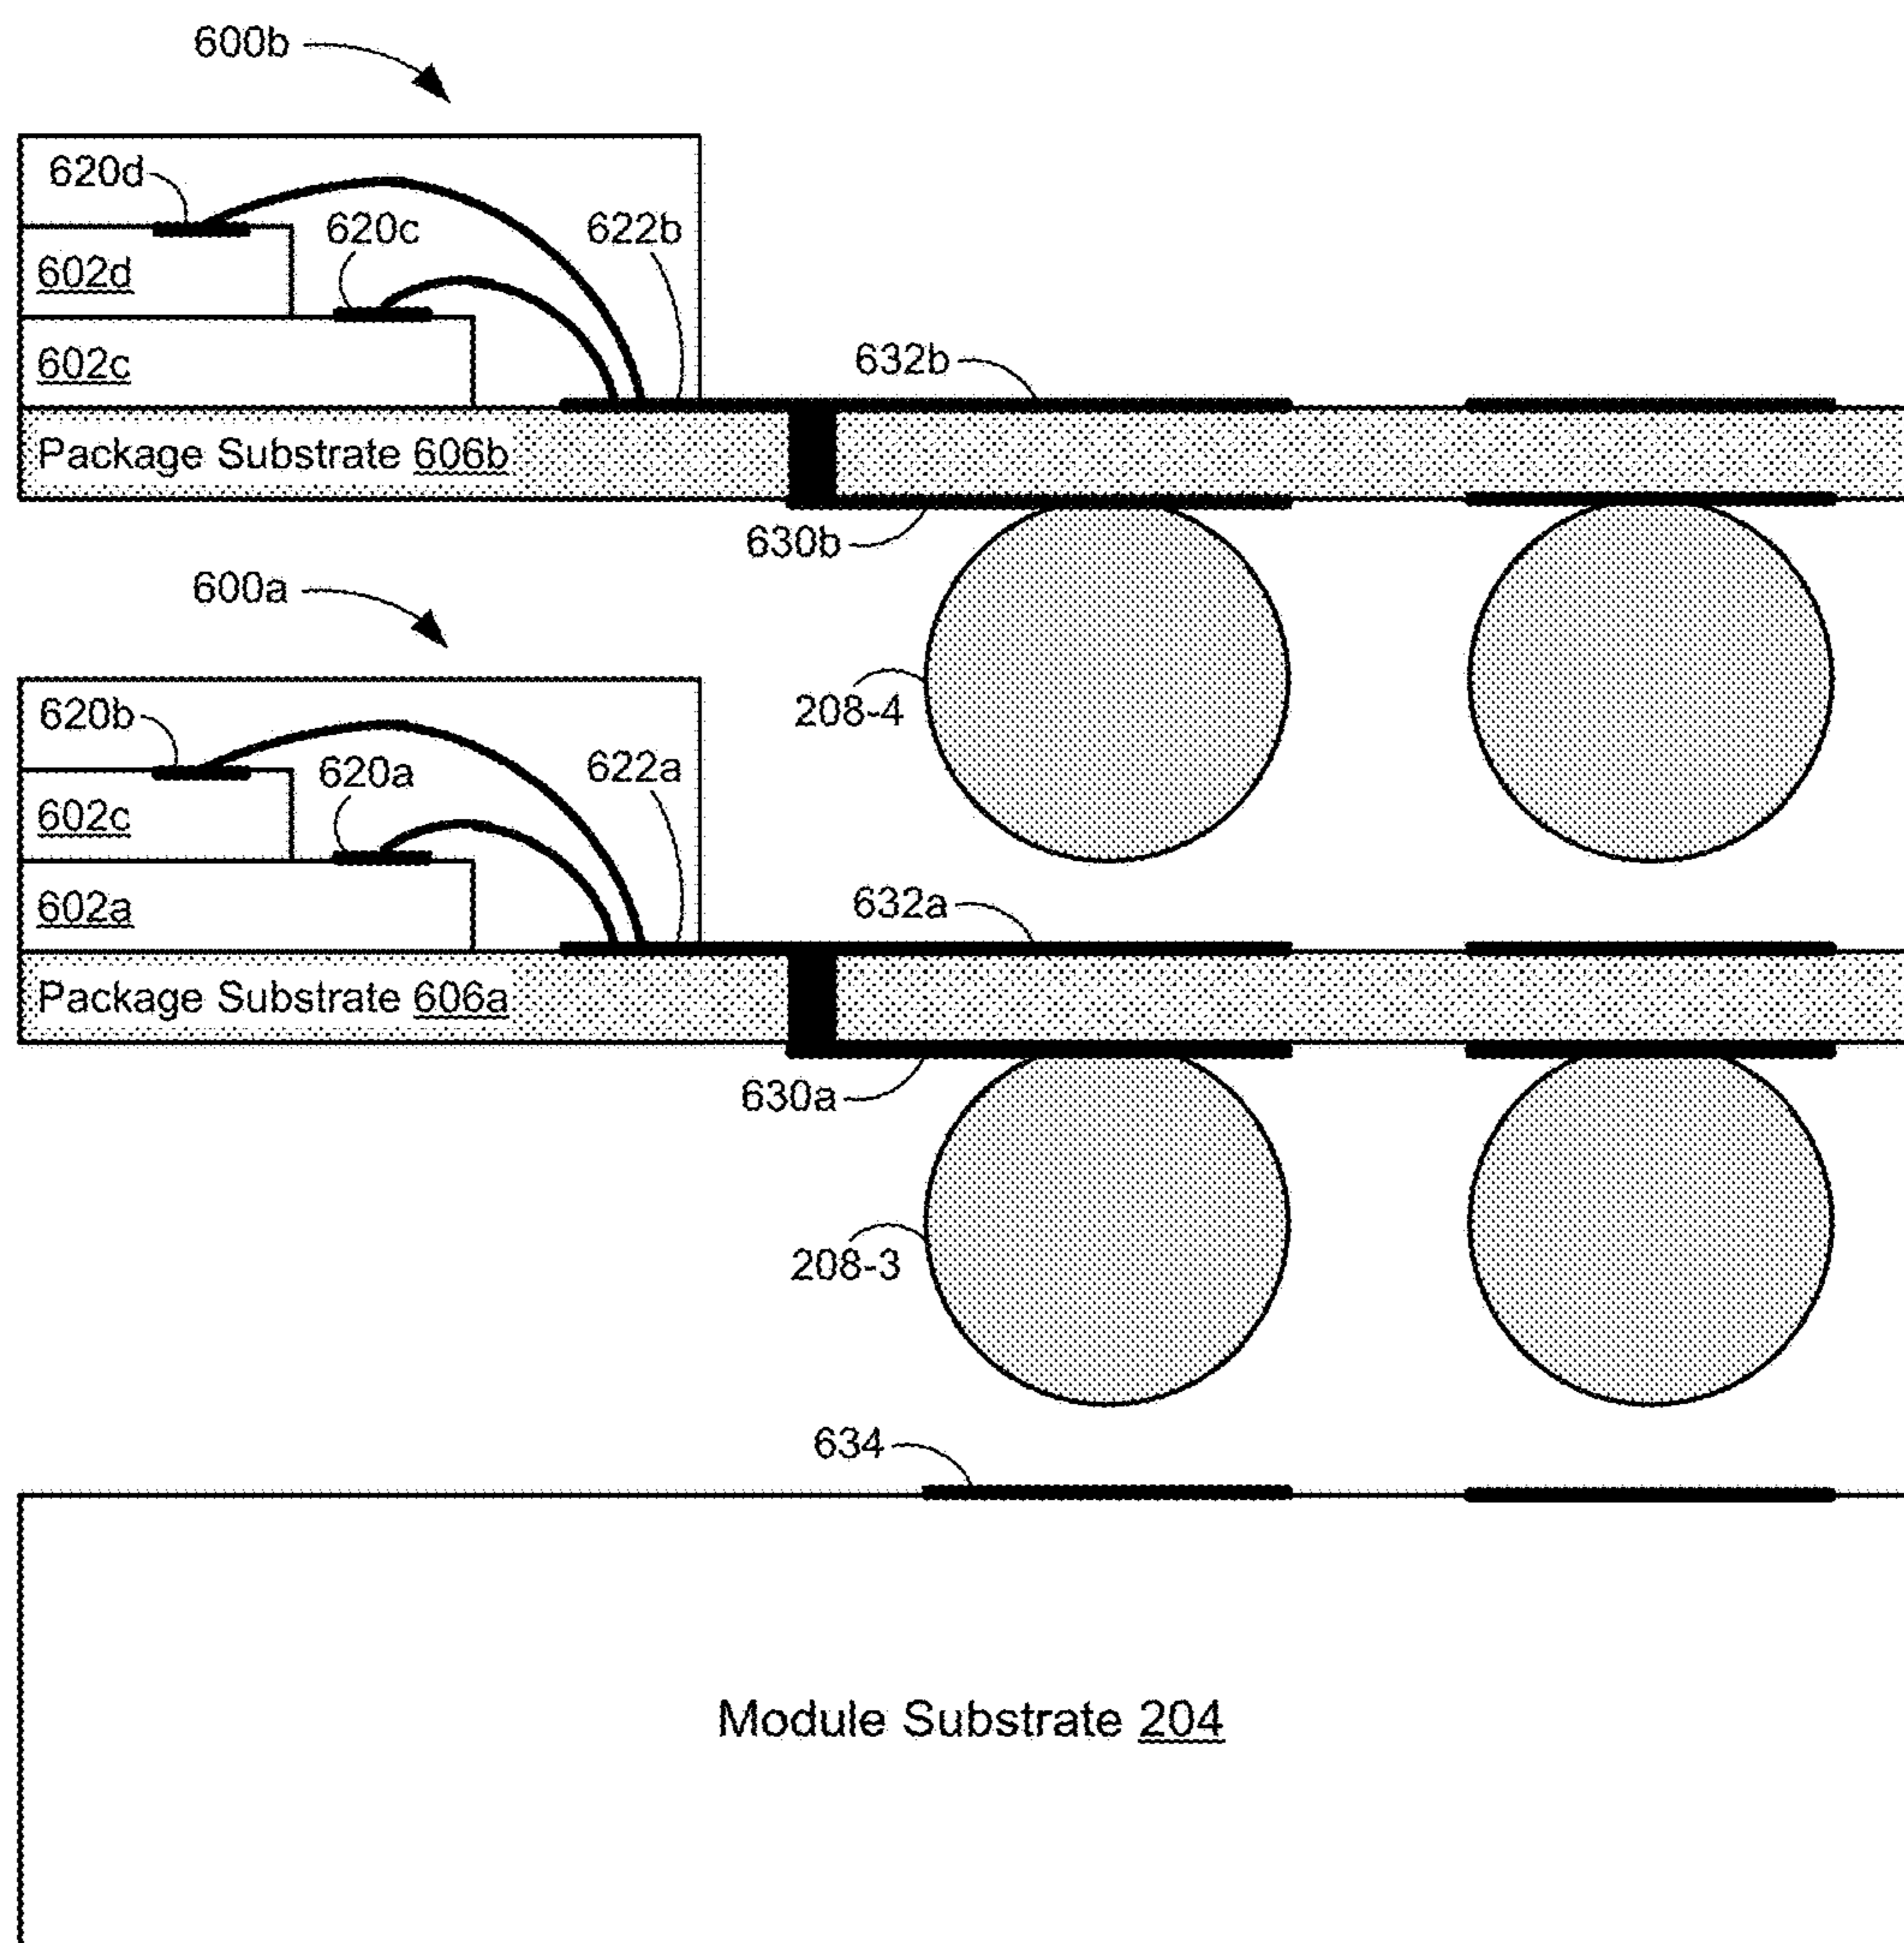 600b
620d
620c
622b
602d
602c
632b
Package Substrate 606b
630b
600a
208-4
620b
620a
622a
602c
602a
632a
Package Substrate 606a
630a
208-3
634
Module Substrate 204